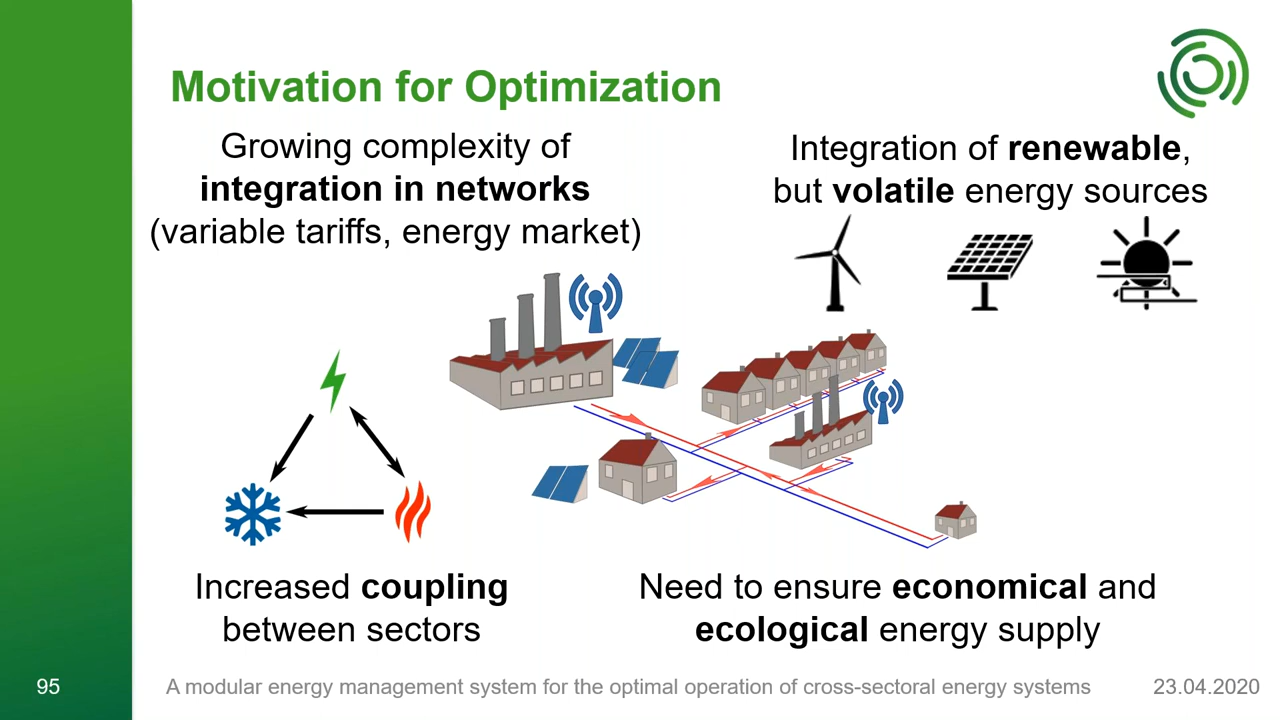 Motivation for Optimization
Growing complexity of
integration in networks
(variable tariffs, energy market)
Integration of renewable,
but volatile energy sources
Increased coupling
between sectors
Need to ensure economical and
ecological energy supply
95
A modular energy management system for the optimal operation of cross-sectoral energy systems
23.04.2020